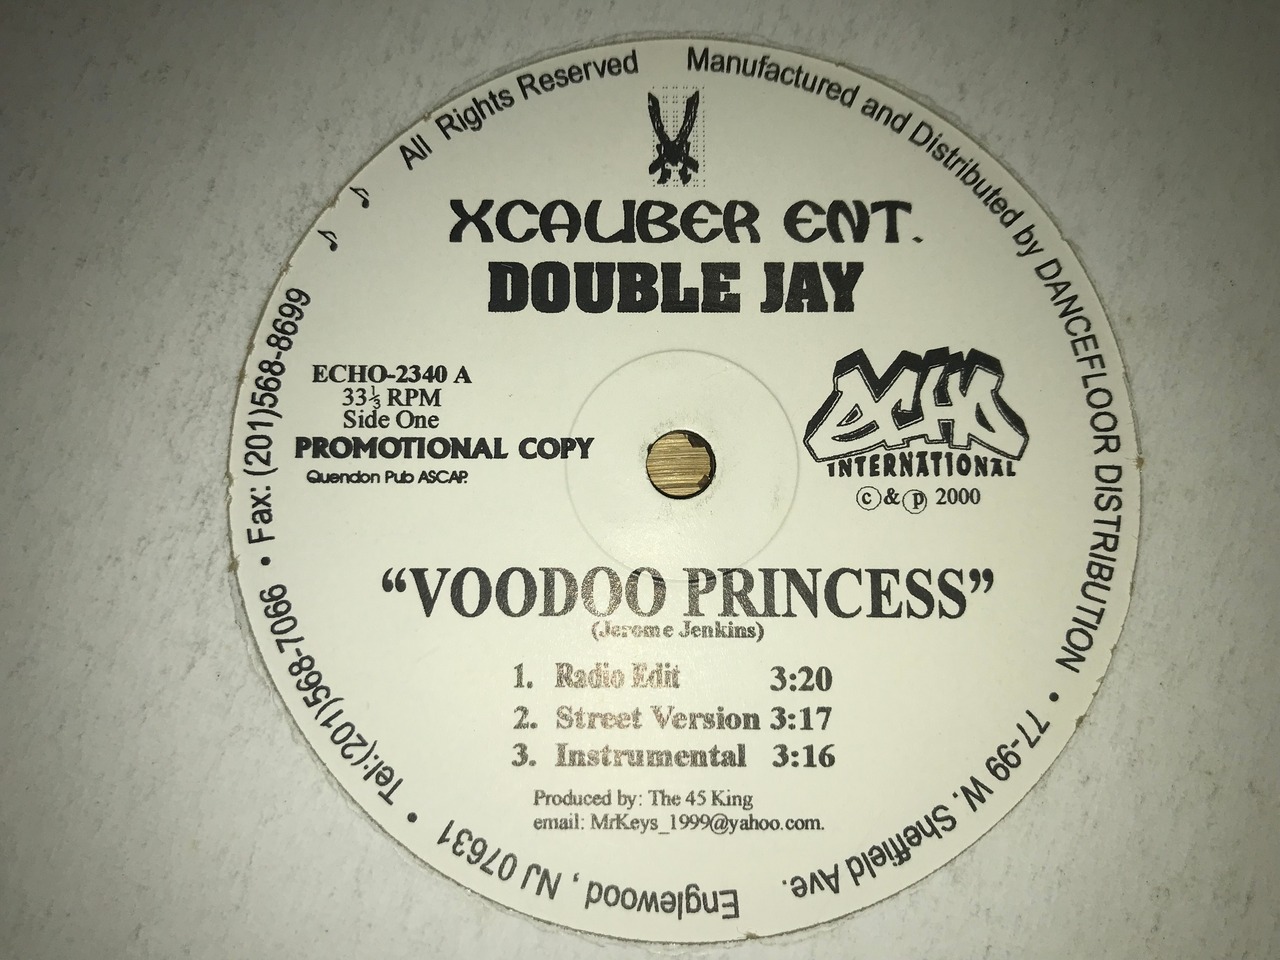 All Rights Reserved
Manufactured and Distributed by DANCEFLOOR DISTRIBUTION • 77-99 W. Sheffield Ave.
Englewood, NJ 07631 • Tel:(201)568-7066 • Fax: (201)568-8699 ♪ ♪
XCALIBER ENT.
DOUBLE JAY
ECHO-2340 A
33⅓ RPM
Side One
PROMOTIONAL COPY
Quendon Pub ASCAP.
ECHO
INTERNATIONAL
©&℗ 2000
“VOODOO PRINCESS”
(Jerome Jenkins)
1. Radio Edit 3:20
2. Street Version 3:17
3. Instrumental 3:16
Produced by: The 45 King
email: MrKeys_1999@yahoo.com.